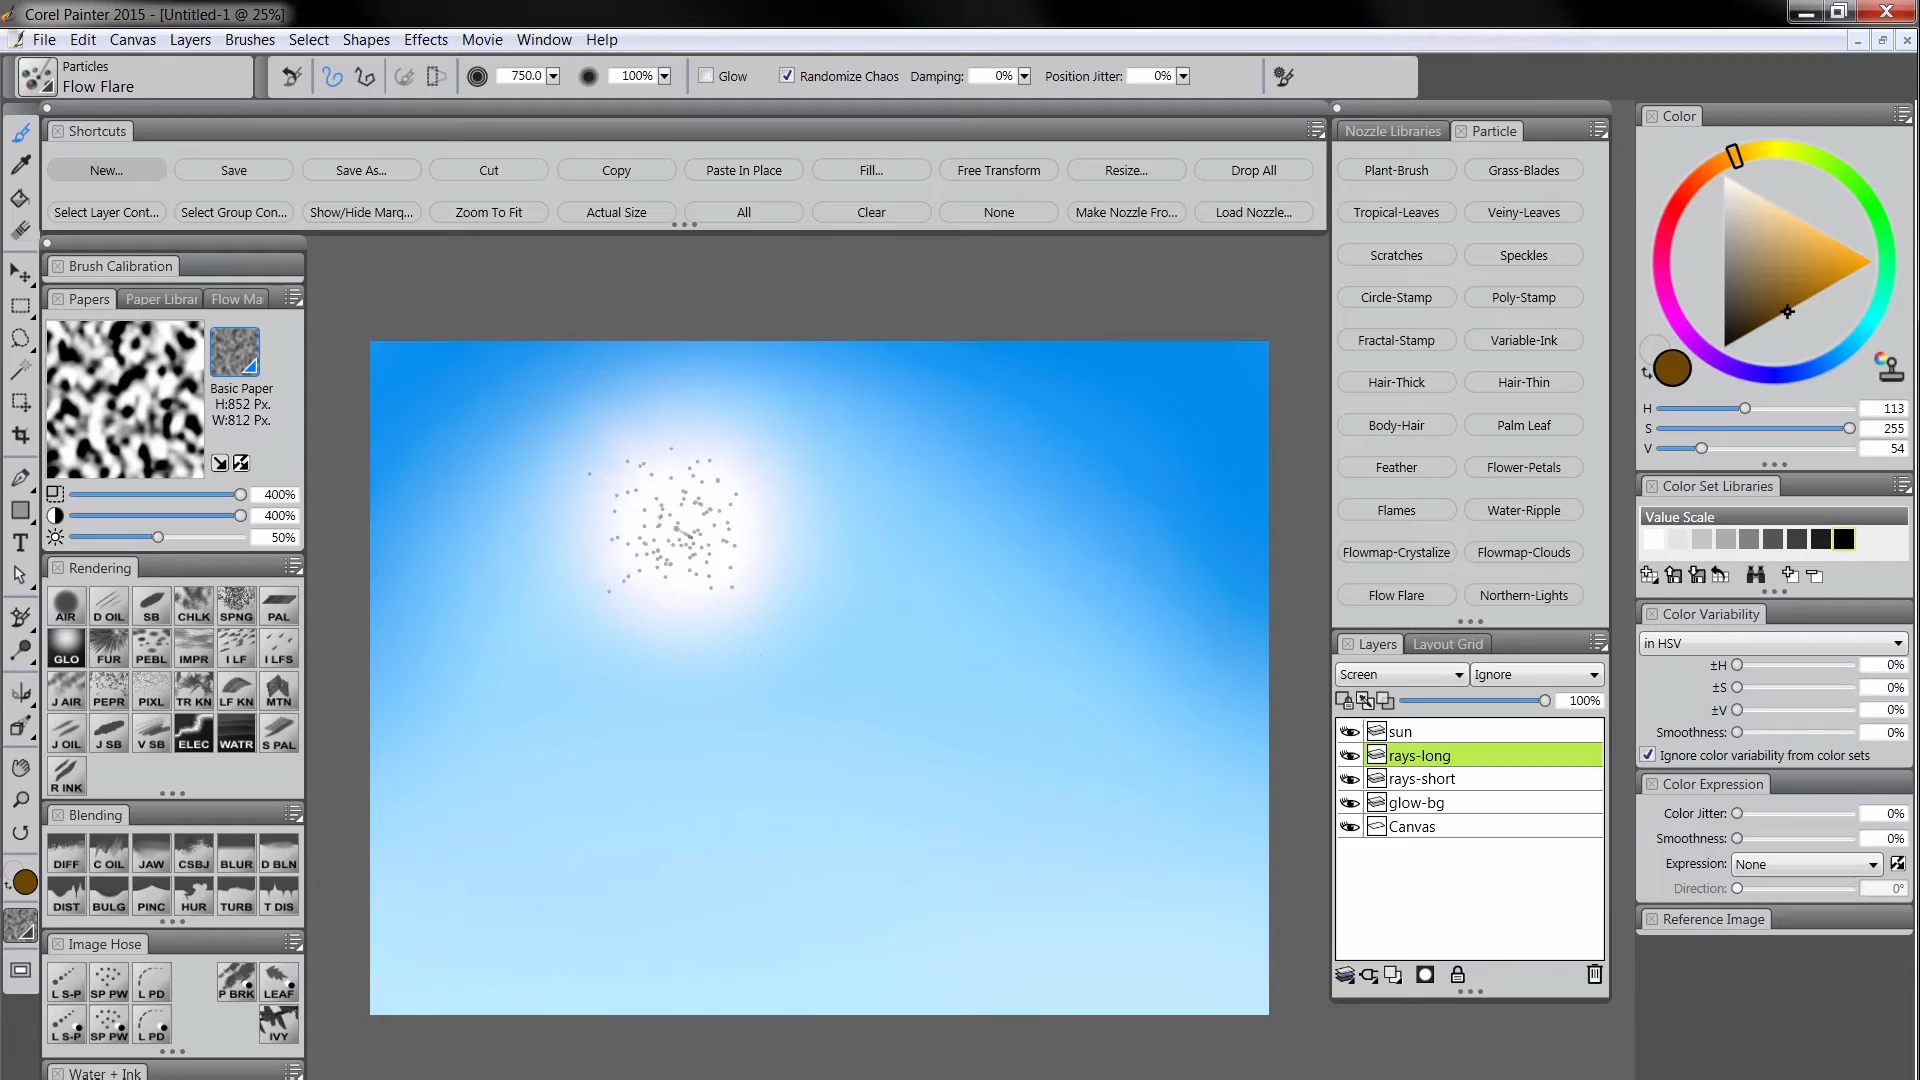 Corel Painter 2015 - [Untitled-1 @ 25%]
File Edit Canvas Layers Brushes Select Shapes Effects Movie Window Help
Particles
Flow Flare
750.0 100% Glow Randomize Chaos Damping: 0% Position Jitter: 0%
Shortcuts
New... Save Save As... Cut Copy Paste In Place Fill... Free Transform Resize... Drop All
Select Layer Cont... Select Group Con... Show/Hide Marq... Zoom To Fit Actual Size All Clear None Make Nozzle Fro... Load Nozzle...
Brush Calibration
Papers Paper Librar Flow Ma
Basic Paper
H:852 Px.
W:812 Px.
400%
400%
50%
Rendering
AIR D OIL SB CHLK SPNG PAL
GLO FUR PEBL IMPR I LF I LFS
J AIR PEPR PIXL TR KN LF KN MTN
J OIL J SB V SB ELEC WATR S PAL
R INK
Blending
DIFF C OIL JAW CSBJ BLUR D BLN
DIST BULG PINC HUR TURB T DIS
Image Hose
L S-P SP PW L PD P BRK LEAF
L S-P SP PW L PD IVY
Water + Ink
Nozzle Libraries Particle
Plant-Brush Grass-Blades
Tropical-Leaves Veiny-Leaves
Scratches Speckles
Circle-Stamp Poly-Stamp
Fractal-Stamp Variable-Ink
Hair-Thick Hair-Thin
Body-Hair Palm Leaf
Feather Flower-Petals
Flames Water-Ripple
Flowmap-Crystalize Flowmap-Clouds
Flow Flare Northern-Lights
Layers Layout Grid
Screen Ignore
100%
sun
rays-long
rays-short
glow-bg
Canvas
Color
H 113
S 255
V 54
Color Set Libraries
Value Scale
Color Variability
in HSV
±H 0%
±S 0%
±V 0%
Smoothness: 0%
Ignore color variability from color sets
Color Expression
Color Jitter: 0%
Smoothness: 0%
Expression: None
Direction: 0°
Reference Image